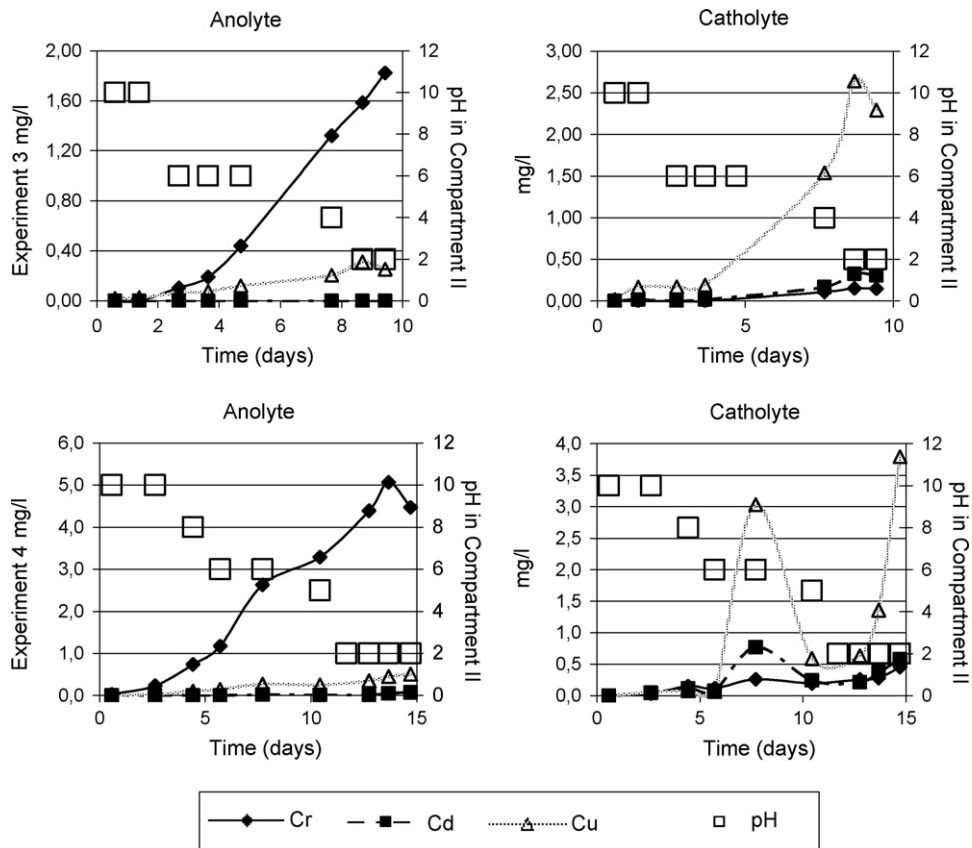 Anolyte
Catholyte
Experiment 3 mg/l
2,00
1,60
1,20
0,80
0,40
0,00
12
10
8
6
4
2
0
pH in Compartment II
0 2 4 6 8 10
Time (days)
mg/l
3,00
2,50
2,00
1,50
1,00
0,50
0,00
12
10
8
6
4
2
0
pH in Compartment II
0 5 10
Time (days)
Anolyte
Catholyte
Experiment 4 mg/l
6,0
5,0
4,0
3,0
2,0
1,0
0,0
12
10
8
6
4
2
0
pH in Compartment II
0 5 10 15
Time (days)
mg/l
4,0
3,5
3,0
2,5
2,0
1,5
1,0
0,5
0,0
12
10
8
6
4
2
0
pH in Compartment II
0 5 10 15
Time (days)
Cr Cd Cu pH